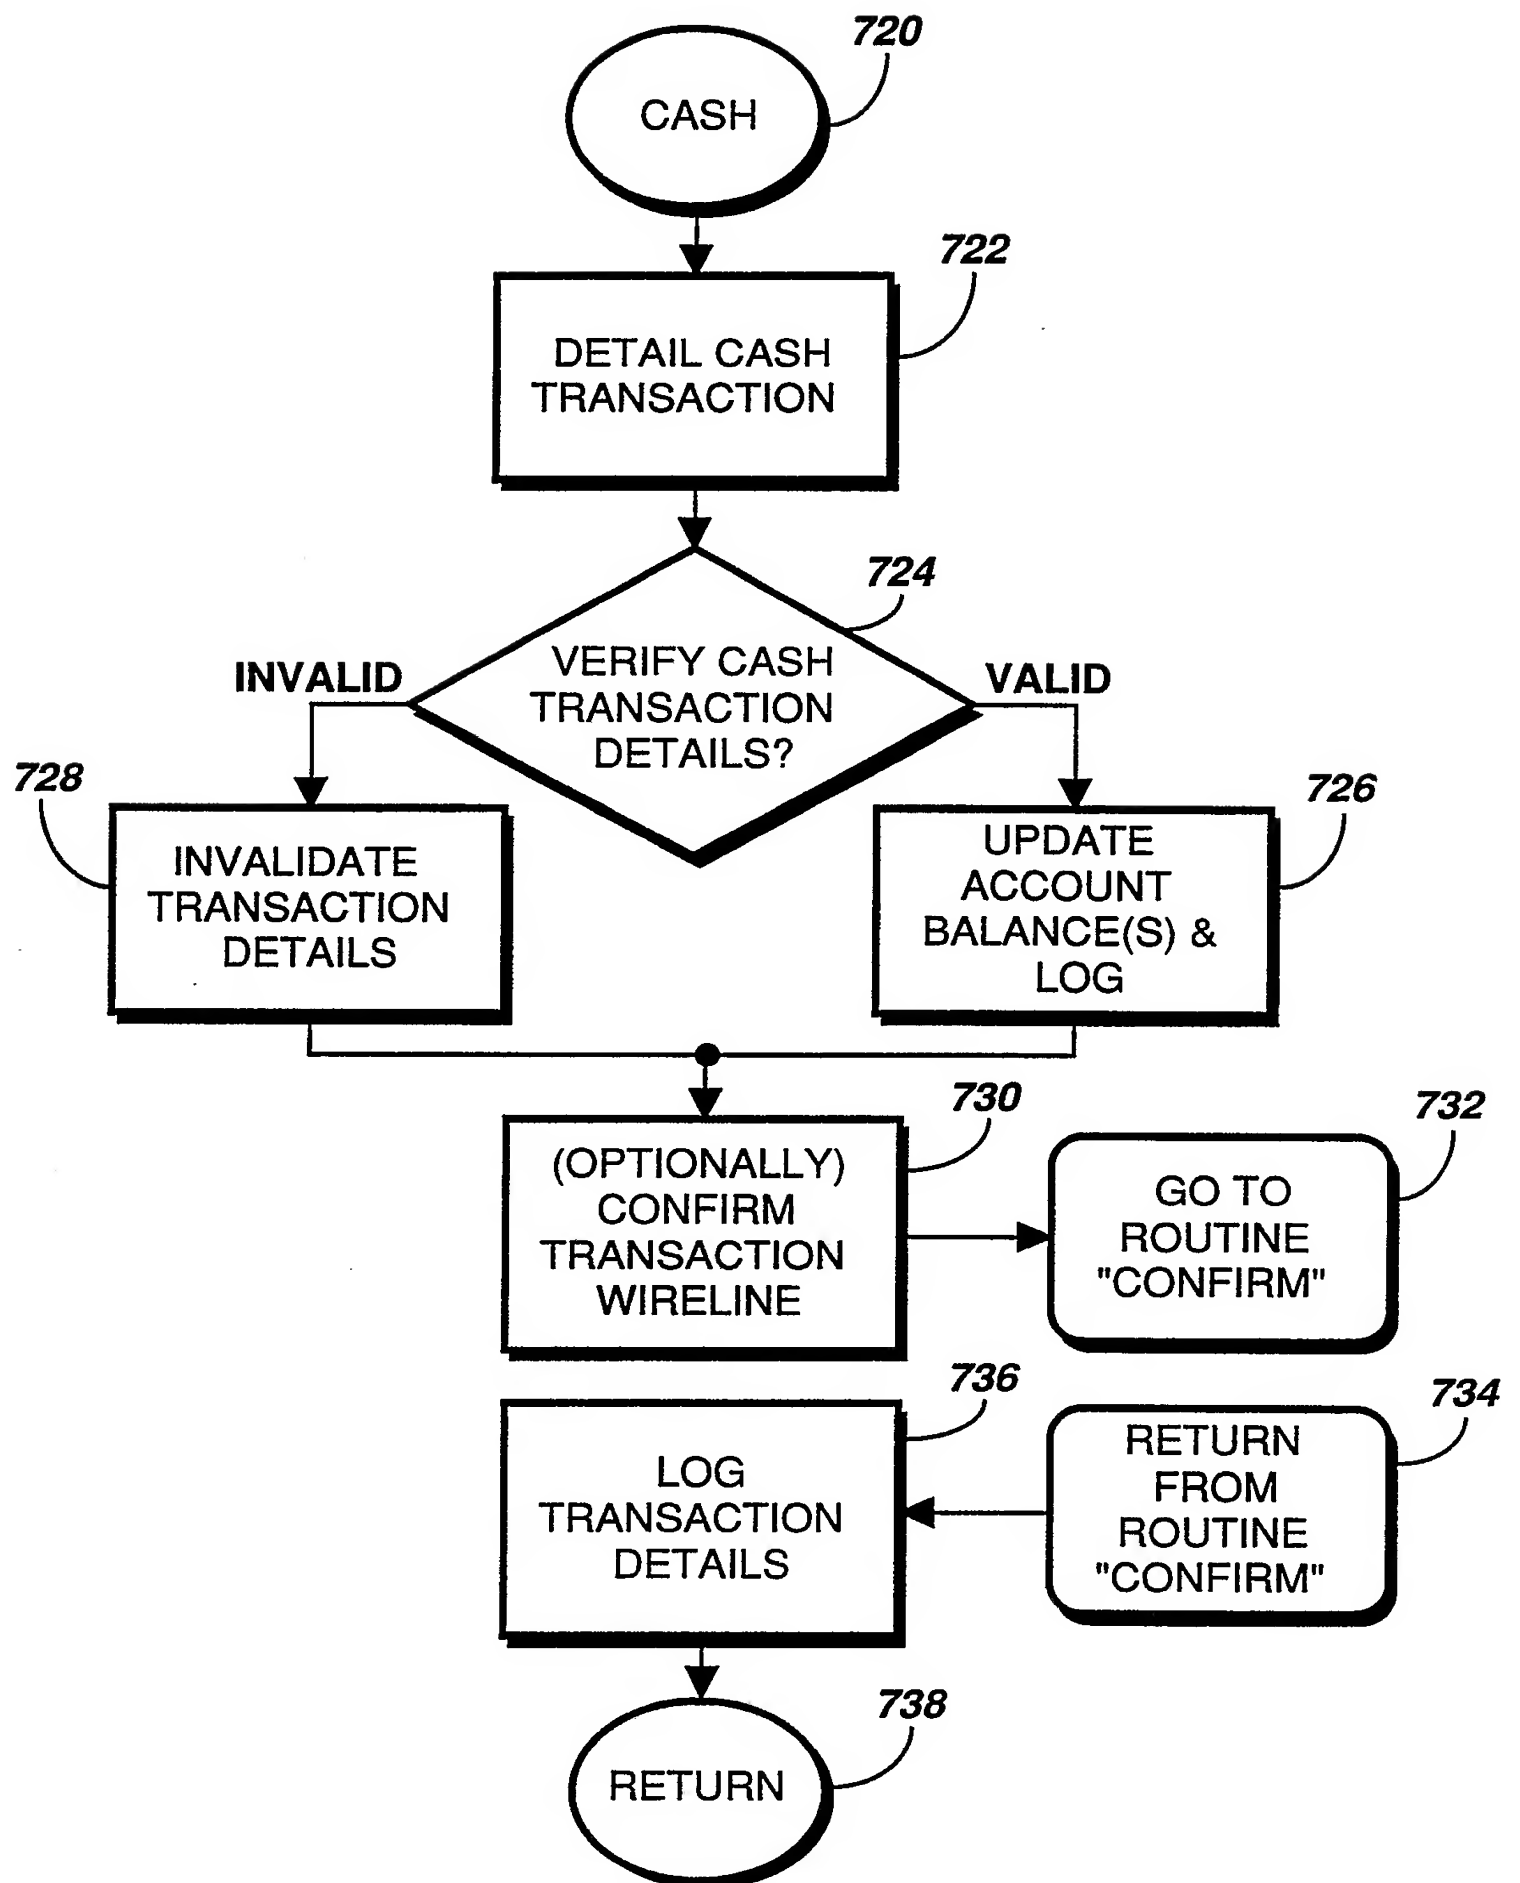 720
CASH
722
DETAIL CASH
TRANSACTION
724
VERIFY CASH
TRANSACTION
DETAILS?
INVALID
VALID
728
INVALIDATE
TRANSACTION
DETAILS
726
UPDATE
ACCOUNT
BALANCE(S) &
LOG
730
(OPTIONALLY)
CONFIRM
TRANSACTION
WIRELINE
732
GO TO
ROUTINE
"CONFIRM"
736
LOG
TRANSACTION
DETAILS
734
RETURN
FROM
ROUTINE
"CONFIRM"
738
RETURN